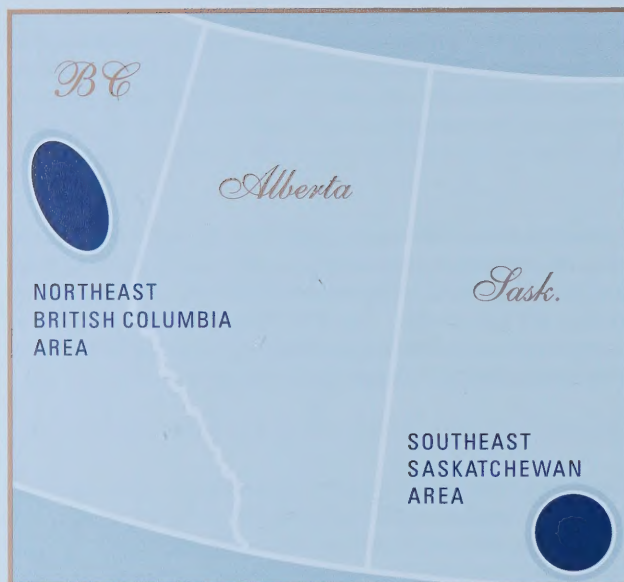 BC
Alberta
Sask.
NORTHEAST
BRITISH COLUMBIA
AREA
SOUTHEAST
SASKATCHEWAN
AREA